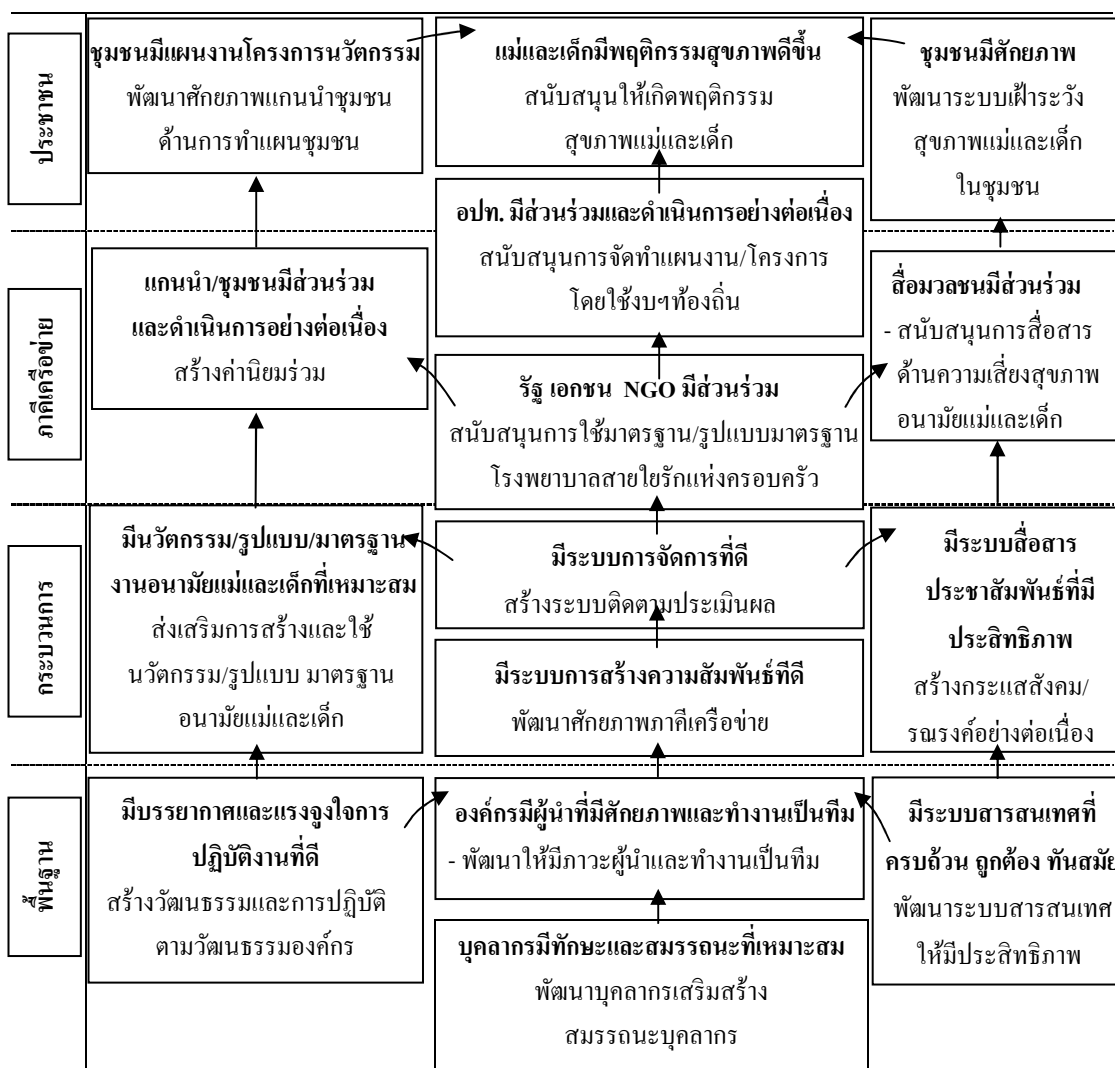 ประชาชน
ชุมชนมีแผนงานโครงการนวัตกรรม
พัฒนาศักยภาพแกนนำชุมชน
ด้านการทำแผนชุมชน
แม่และเด็กมีพฤติกรรมสุขภาพดีขึ้น
สนับสนุนให้เกิดพฤติกรรม
สุขภาพแม่และเด็ก
ชุมชนมีศักยภาพ
พัฒนาระบบเฝ้าระวัง
สุขภาพแม่และเด็ก
ในชุมชน
ภาคีเครือข่าย
แกนนำ/ชุมชนมีส่วนร่วม
และดำเนินการอย่างต่อเนื่อง
สร้างค่านิยมร่วม
อปท. มีส่วนร่วมและดำเนินการอย่างต่อเนื่อง
สนับสนุนการจัดทำแผนงาน/โครงการ
โดยใช้งบฯท้องถิ่น
รัฐ เอกชน NGO มีส่วนร่วม
สนับสนุนการใช้มาตรฐาน/รูปแบบมาตรฐาน
โรงพยาบาลสายใยรักแห่งครอบครัว
สื่อมวลชนมีส่วนร่วม
- สนับสนุนการสื่อสาร
ด้านความเสี่ยงสุขภาพ
อนามัยแม่และเด็ก
กระบวนการ
มีนวัตกรรม/รูปแบบ/มาตรฐาน
งานอนามัยแม่และเด็กที่เหมาะสม
ส่งเสริมการสร้างและใช้
นวัตกรรม/รูปแบบ มาตรฐาน
อนามัยแม่และเด็ก
มีระบบการจัดการที่ดี
สร้างระบบติดตามประเมินผล
มีระบบการสร้างความสัมพันธ์ทีดี
พัฒนาศักยภาพภาคีเครือข่าย
มีระบบสื่อสาร
ประชาสัมพันธ์ที่มี
ประสิทธิภาพ
สร้างกระแสสังคม/
รณรงค์อย่างต่อเนื่อง
พื้นฐาน
มีบรรยากาศและแรงจูงใจการ
ปฏิบัติงานที่ดี
สร้างวัฒนธรรมและการปฏิบัติ
ตามวัฒนธรรมองค์กร
องค์กรมีผู้นำที่มีศักยภาพและทำงานเป็นทีม
- พัฒนาให้มีภาวะผู้นำและทำงานเป็นทีม
บุคลากรมีทักษะและสมรรถนะที่เหมาะสม
พัฒนาบุคลากรเสริมสร้าง
สมรรถนะบุคลากร
มีระบบสารสนเทศที่
ครบถ้วน ถูกต้อง ทันสมัย
พัฒนาระบบสารสนเทศ
ให้มีประสิทธิภาพ